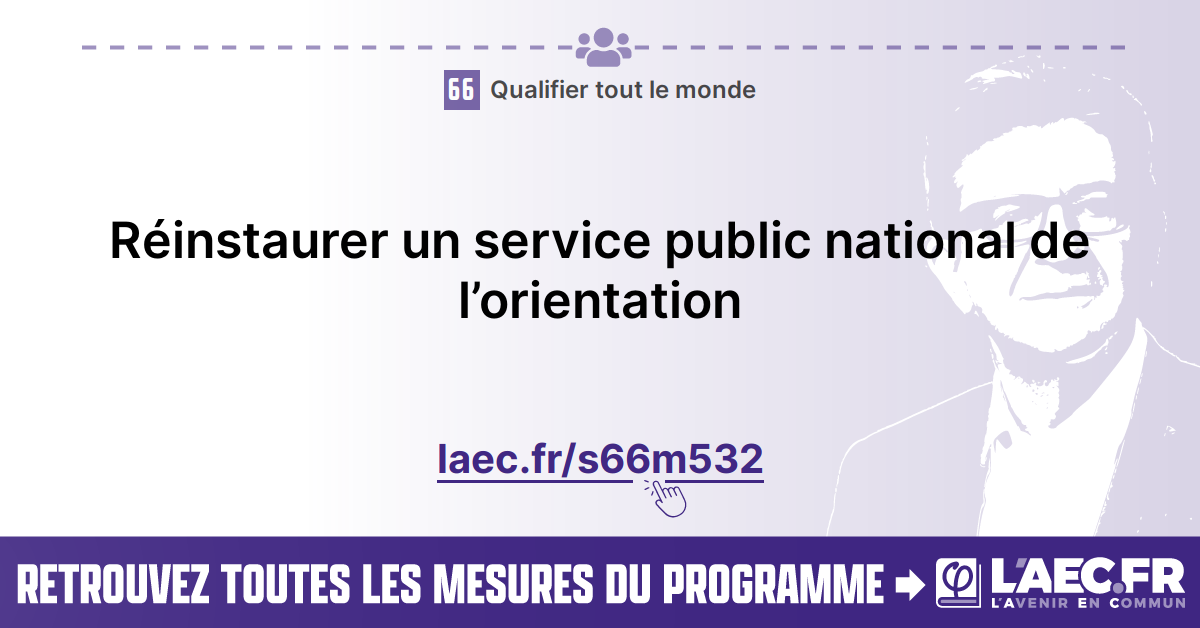 66 Qualifier tout le monde
Réinstaurer un service public national de
l’orientation
laec.fr/s66m532
RETROUVEZ TOUTES LES MESURES DU PROGRAMME
φ L'AEC.FR
L'AVENIR EN COMMUN